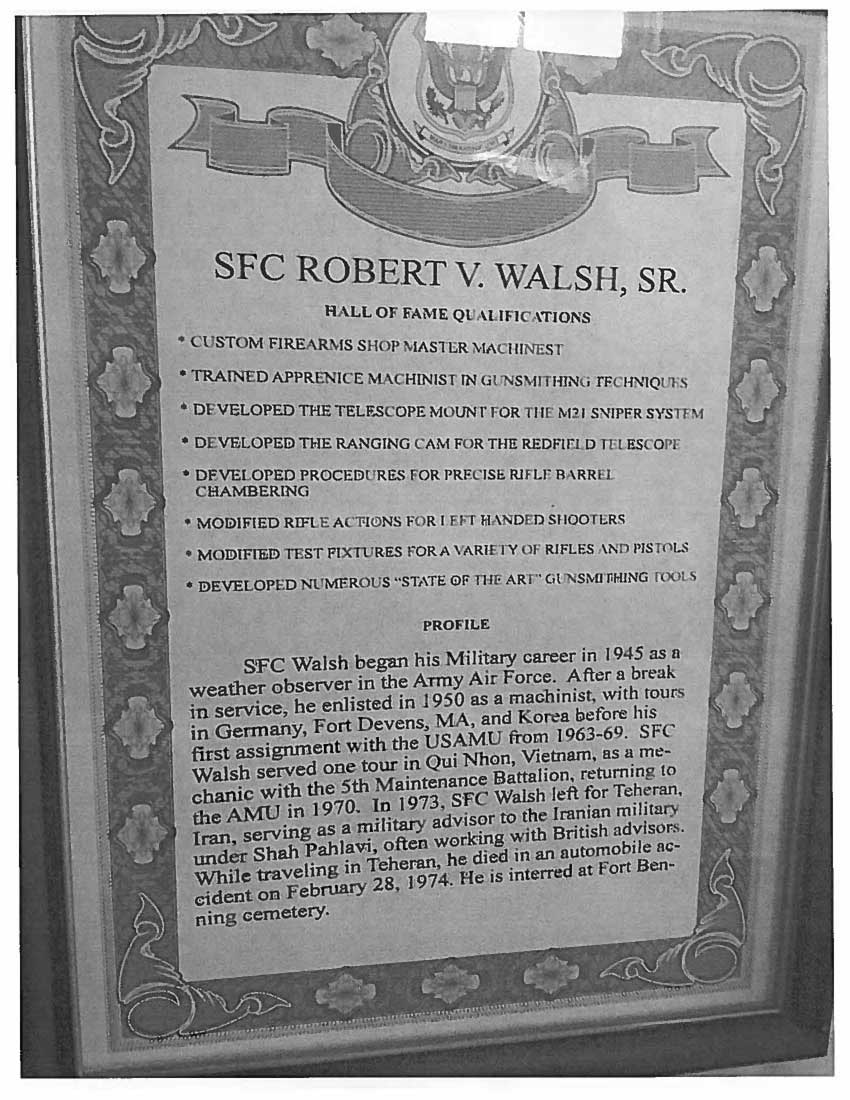 SFC ROBERT V. WALSH, SR.
HALL OF FAME QUALIFICATIONS
* CUSTOM FIREARMS SHOP MASTER MACHINEST
* TRAINED APPRENICE MACHINIST IN GUNSMITHING TECHNIQUES
* DEVELOPED THE TELESCOPE MOUNT FOR THE M21 SNIPER SYSTEM
* DEVELOPED THE RANGING CAM FOR THE REDFIELD TELESCOPE
* DEVELOPED PROCEDURES FOR PRECISE RIFLE BARREL
CHAMBERING
* MODIFIED RIFLE ACTIONS FOR LEFT HANDED SHOOTERS
* MODIFIED TEST FIXTURES FOR A VARIETY OF RIFLES AND PISTOLS
* DEVELOPED NUMEROUS "STATE OF THE ART" GUNSMITHING TOOLS
PROFILE
SFC Walsh began his Military career in 1945 as a
weather observer in the Army Air Force. After a break
in service, he enlisted in 1950 as a machinist, with tours
in Germany, Fort Devens, MA, and Korea before his
first assignment with the USAMU from 1963-69. SFC
Walsh served one tour in Qui Nhon, Vietnam, as a me-
chanic with the 5th Maintenance Battalion, returning to
the AMU in 1970. In 1973, SFC Walsh left for Teheran,
Iran, serving as a military advisor to the Iranian military
under Shah Pahlavi, often working with British advisors.
While traveling in Teheran, he died in an automobile ac-
cident on February 28, 1974. He is interred at Fort Ben-
ning cemetery.